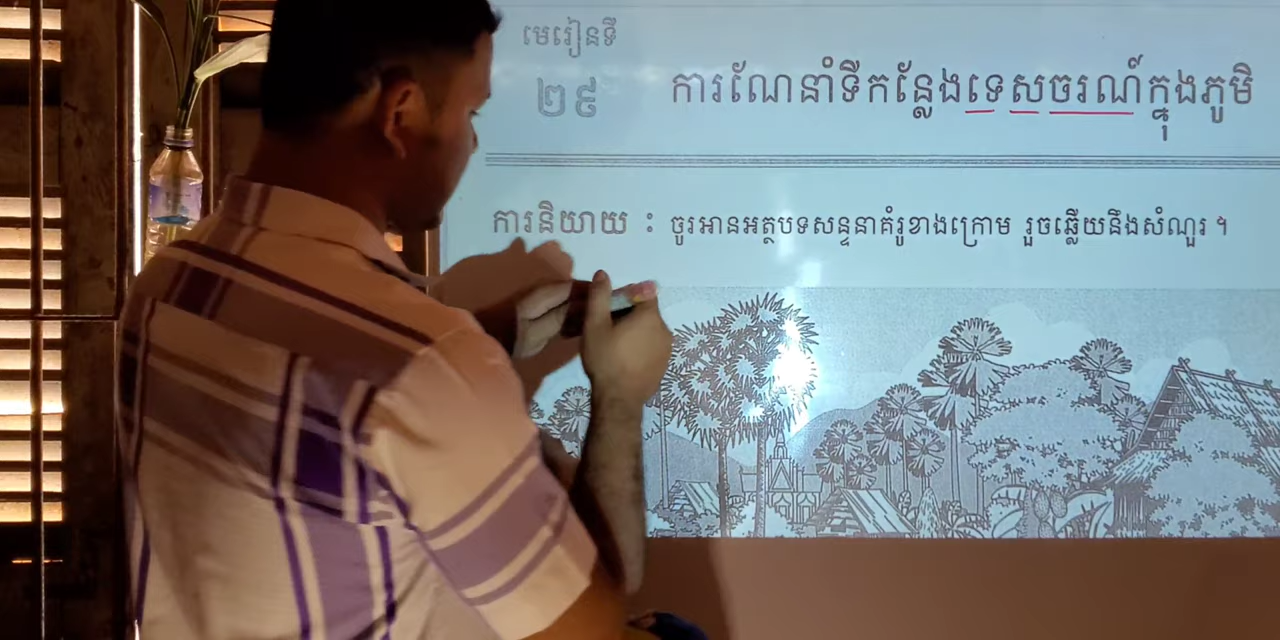 មេរៀនទី
២៩
ការណែនាំទីកន្លែងទេសចរណ៍ក្នុងភូមិ
ការនិយាយ ៖ ចូរអានអត្ថបទសន្ទនាគំរូខាងក្រោម រួចឆ្លើយនឹងសំណួរ ។